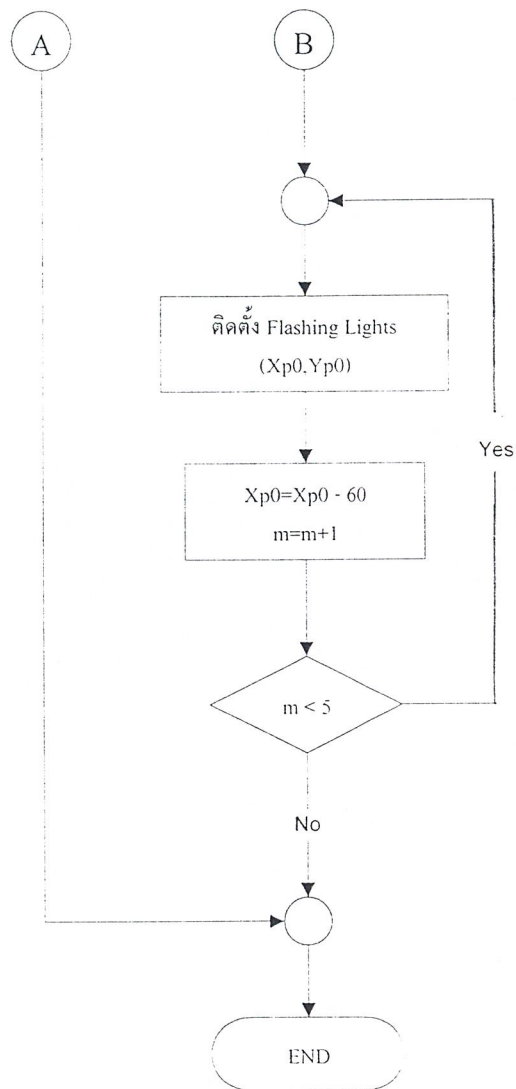 A
B
ติดตั้ง Flashing Lights
(Xp0,Yp0)
Yes
Xp0=Xp0 - 60
m=m+1
m < 5
No
END